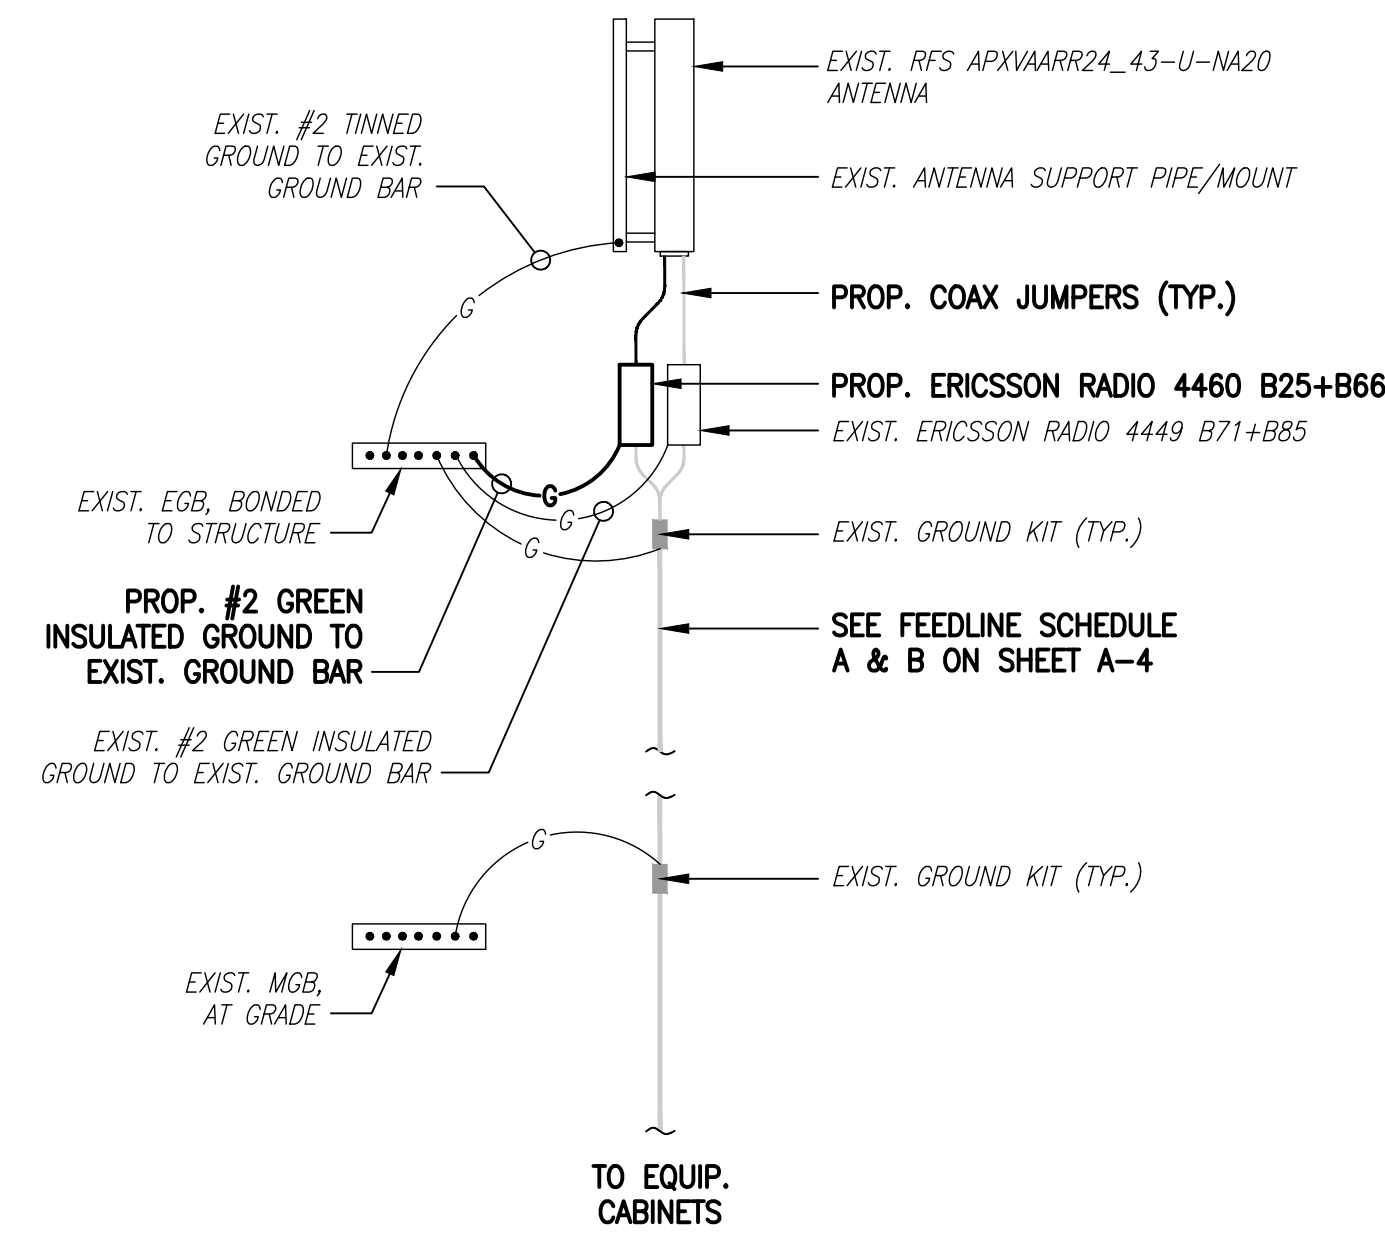 EXIST. RFS APXVAARR24_43-U-NA20
ANTENNA
EXIST. #2 TINNED
GROUND TO EXIST.
GROUND BAR
EXIST. ANTENNA SUPPORT PIPE/MOUNT
PROP. COAX JUMPERS (TYP.)
G
PROP. ERICSSON RADIO 4460 B25+B66
EXIST. ERICSSON RADIO 4449 B71+B85
EXIST. EGB, BONDED
TO STRUCTURE
G
G
G
EXIST. GROUND KIT (TYP.)
PROP. #2 GREEN
INSULATED GROUND TO
EXIST. GROUND BAR
SEE FEEDLINE SCHEDULE
A & B ON SHEET A-4
EXIST. #2 GREEN INSULATED
GROUND TO EXIST. GROUND BAR
G
EXIST. GROUND KIT (TYP.)
EXIST. MGB,
AT GRADE
TO EQUIP.
CABINETS